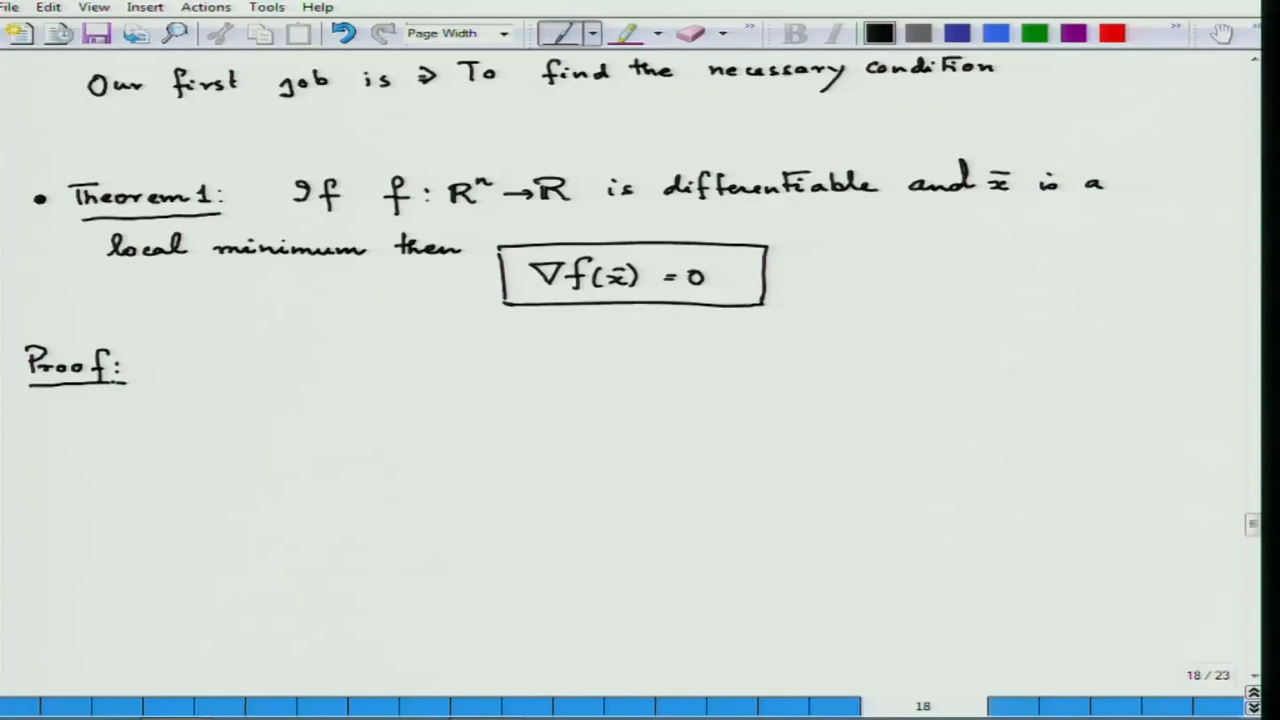 File Edit View Insert Actions Tools Help
Page Width
Our first job is ⇒ To find the necessary condition
• Theorem 1: If f : Rⁿ → R is differentiable and x̄ is a
local minimum then ∇f(x̄) = 0
Proof:
18 / 23
18